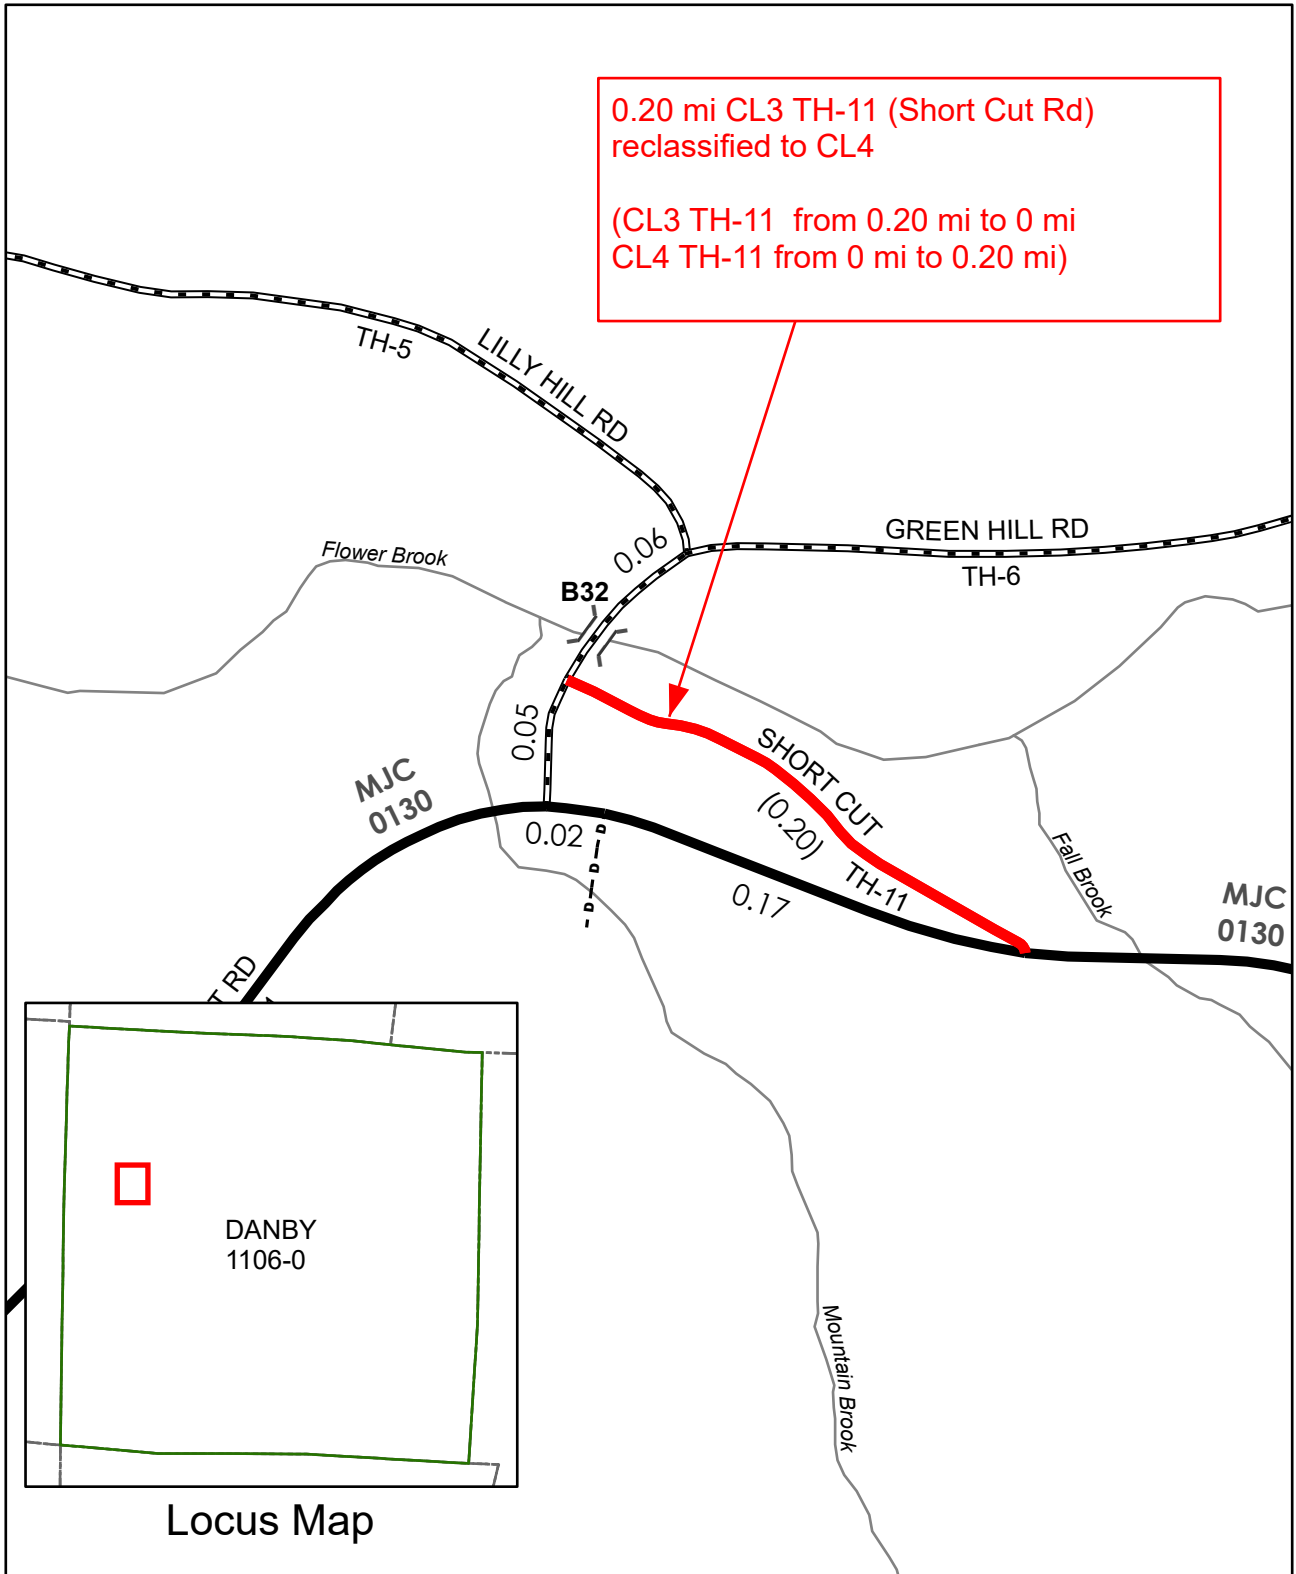 0.20 mi CL3 TH-11 (Short Cut Rd)
reclassified to CL4
(CL3 TH-11 from 0.20 mi to 0 mi
CL4 TH-11 from 0 mi to 0.20 mi)
TH-5
LILLY HILL RD
GREEN HILL RD
TH-6
0.06
Flower Brook
B32
0.05
SHORT CUT
(0.20)
TH-11
MJC
0130
0.02
D
D
D
0.17
Fall Brook
MJC
0130
T RD
DANBY
1106-0
Mountain Brook
Locus Map